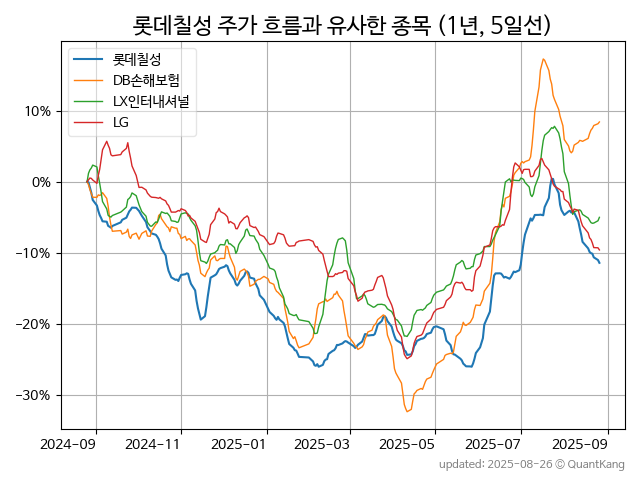 롯데칠성 주가 흐름과 유사한 종목 (1년, 5일선)
롯데칠성
DB손해보험
LX인터내셔널
LG
10%
0%
−10%
−20%
−30%
2024-09
2024-11
2025-01
2025-03
2025-05
2025-07
2025-09
updated: 2025-08-26 © QuantKang